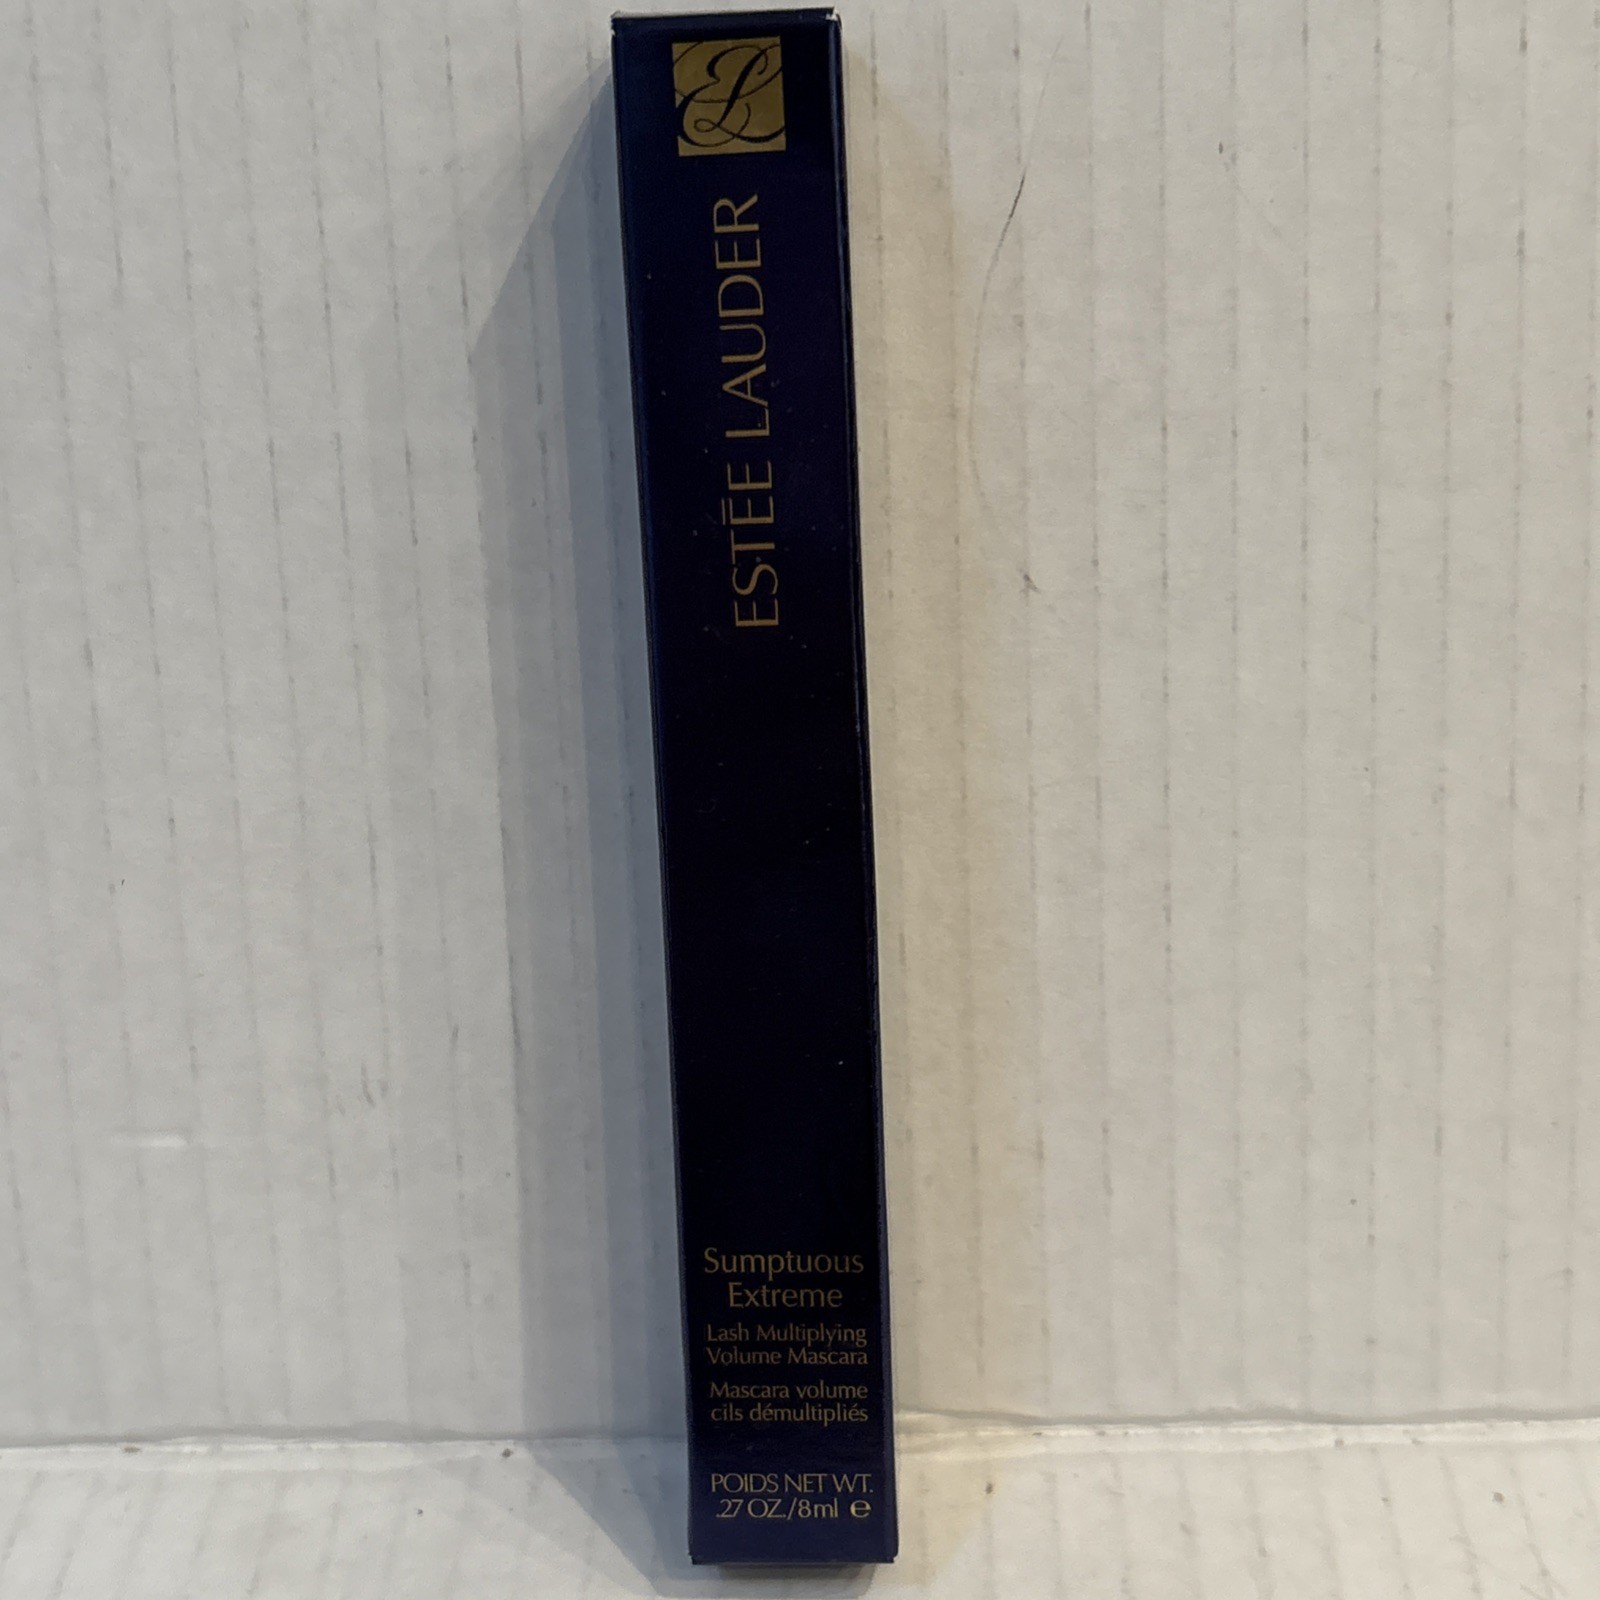 EL
ESTĒE LAUDER
Sumptuous
Extreme
Lash Multiplying
Volume Mascara
Mascara volume
cils démultipliés
POIDS NET WT.
.27 OZ./8ml ℮